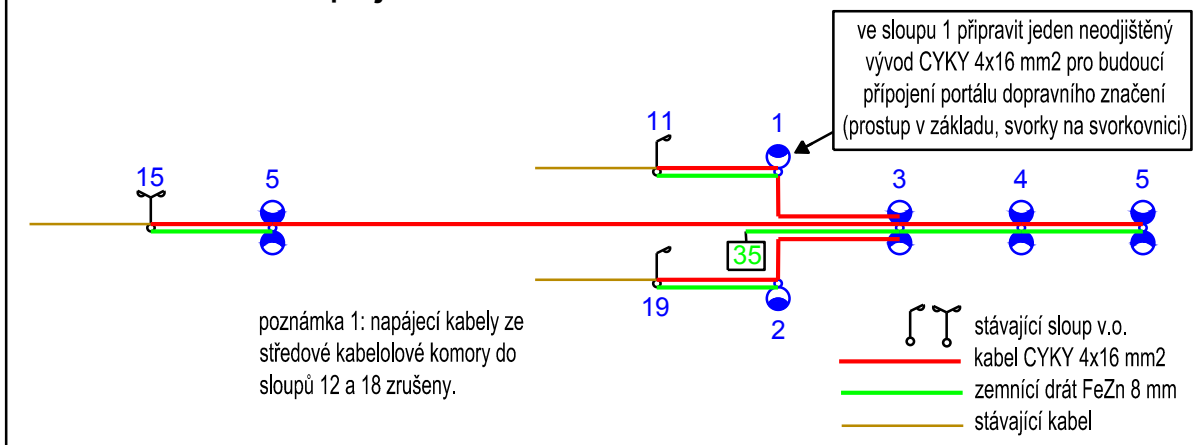 ve sloupu 1 připravit jeden neodjištěný
vývod CYKY 4x16 mm2 pro budoucí
přípojení portálu dopravního značení
(prostup v základu, svorky na svorkovnici)
11
1
15
5
3
4
5
35
19
2
poznámka 1: napájecí kabely ze
středové kabelolové komory do
sloupů 12 a 18 zrušeny.
stávající sloup v.o.
kabel CYKY 4x16 mm2
zemnící drát FeZn 8 mm
stávající kabel